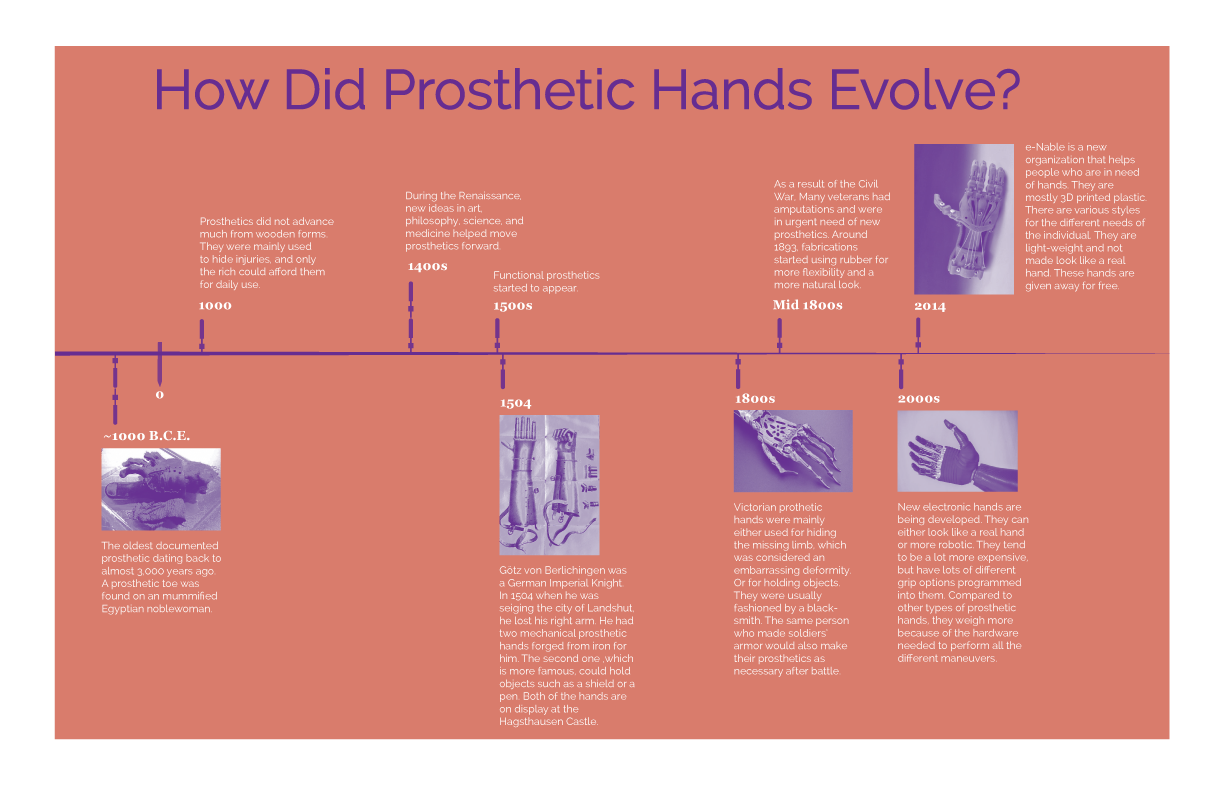 How Did Prosthetic Hands Evolve?
Prosthetics did not advance
much from wooden forms.
They were mainly used
to hide injuries, and only
the rich could afford them
for daily use.
1000
During the Renaissance,
new ideas in art,
philosophy, science, and
medicine helped move
prosthetics forward.
1400s
Functional prosthetics
started to appear.
1500s
As a result of the Civil
War, Many veterans had
amputations and were
in urgent need of new
prosthetics. Around
1893, fabrications
started using rubber for
more flexibility and a
more natural look.
Mid 1800s
e-Nable is a new
organization that helps
people who are in need
of hands. They are
mostly 3D printed plastic.
There are various styles
for the different needs of
the individual. They are
light-weight and not
made look like a real
hand. These hands are
given away for free.
2014
0
~1000 B.C.E.
The oldest documented
prosthetic dating back to
almost 3,000 years ago.
A prosthetic toe was
found on an mummified
Egyptian noblewoman.
1504
Götz von Berlichingen was
a German Imperial Knight.
In 1504 when he was
seiging the city of Landshut,
he lost his right arm. He had
two mechanical prosthetic
hands forged from iron for
him. The second one ,which
is more famous, could hold
objects such as a shield or a
pen. Both of the hands are
on display at the
Hagsthausen Castle.
1800s
Victorian prothetic
hands were mainly
either used for hiding
the missing limb, which
was considered an
embarrassing deformity.
Or for holding objects.
They were usually
fashioned by a black-
smith. The same person
who made soldiers'
armor would also make
their prosthetics as
necessary after battle.
2000s
New electronic hands are
being developed. They can
either look like a real hand
or more robotic. They tend
to be a lot more expensive,
but have lots of different
grip options programmed
into them. Compared to
other types of prosthetic
hands, they weigh more
because of the hardware
needed to perform all the
different maneuvers.